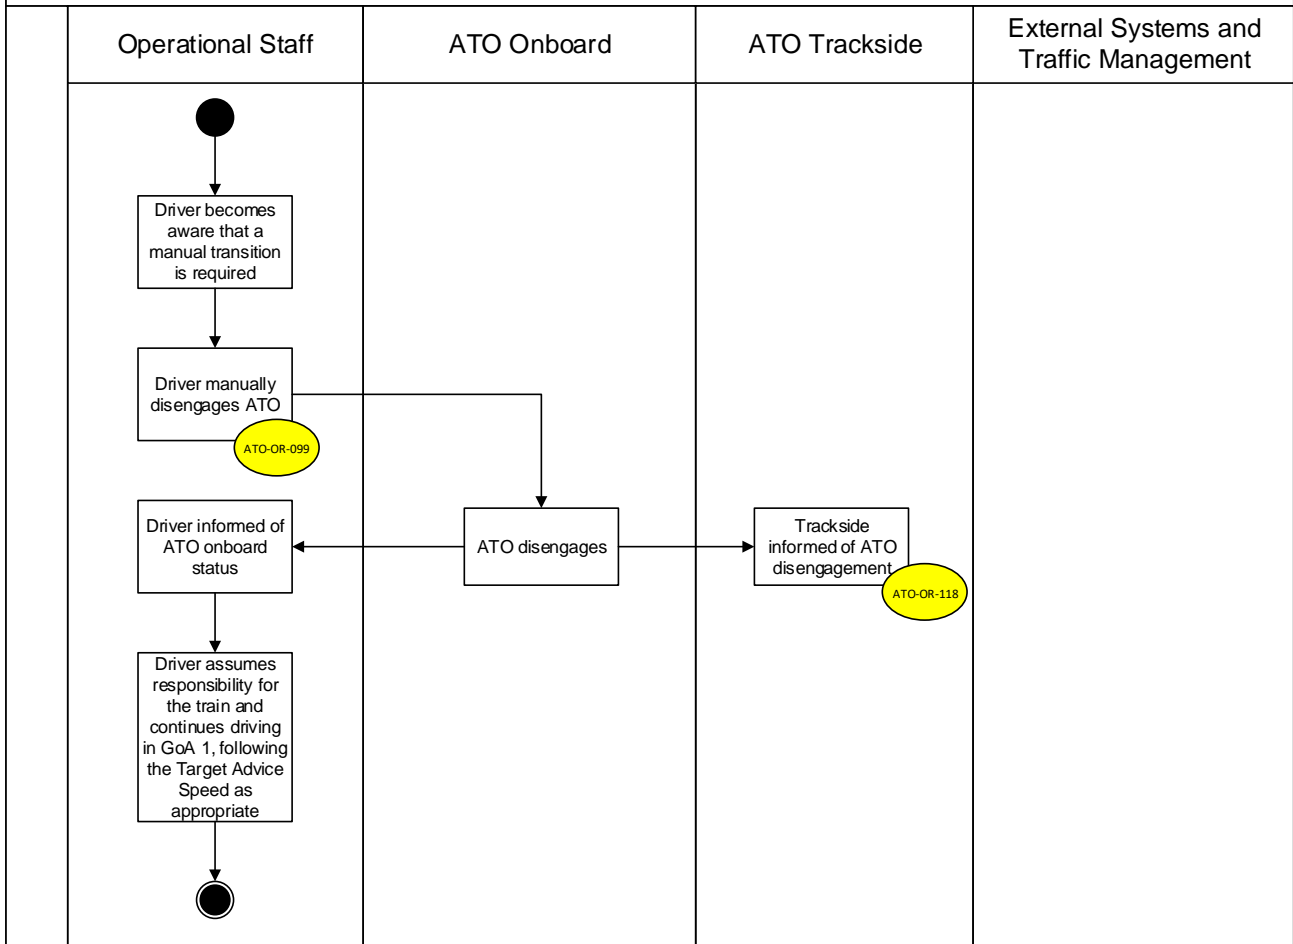 Operational Staff
ATO Onboard
ATO Trackside
External Systems and
Traffic Management
Driver becomes
aware that a
manual transition
is required
Driver manually
disengages ATO
ATO-OR-099
Driver informed of
ATO onboard
status
ATO disengages
Trackside
informed of ATO
disengagement
ATO-OR-118
Driver assumes
responsibility for
the train and
continues driving
in GoA 1, following
the Target Advice
Speed as
appropriate